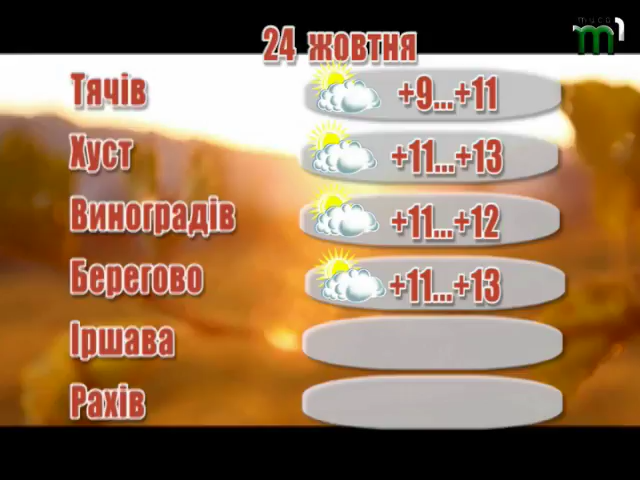 24 жовтня
Тячів +9...+11
Хуст +11...+13
Виноградів +11...+12
Берегово +11...+13
Іршава
Рахів